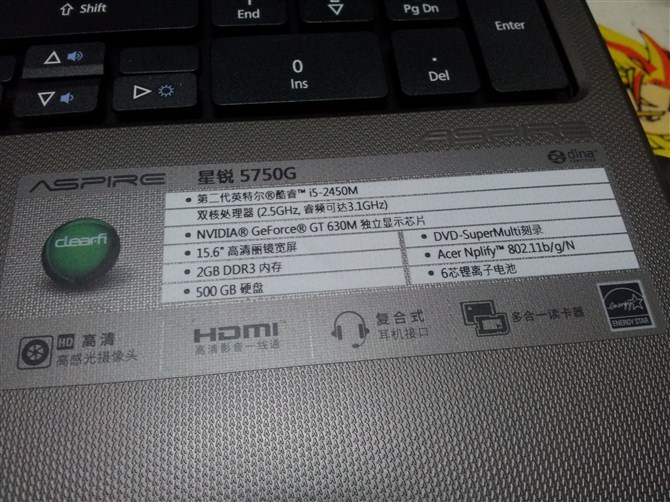 Shift
1
End
Pg Dn
Enter
0
Ins
.
Del
ASPIRE
ASPIRE
星锐 5750G
clearfi
• 第二代英特尔®酷睿™ i5-2450M
双核处理器 (2.5GHz, 睿频可达3.1GHz)
• NVIDIA® GeForce® GT 630M 独立显示芯片
• 15.6" 高清丽镜宽屏
• DVD-SuperMulti刻录
• 2GB DDR3 内存
• Acer Nplify™ 802.11b/g/N
• 500 GB 硬盘
• 6芯锂离子电池
HD 高清
高感光摄像头
HDMI™
高清影音一线通
复合式
耳机接口
多合一读卡器
energy
ENERGY STAR